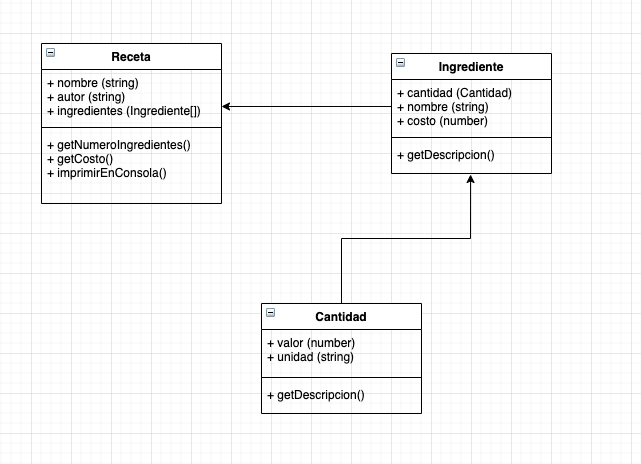 Receta
+ nombre (string)
+ autor (string)
+ ingredientes (Ingrediente[])
+ getNumeroIngredientes()
+ getCosto()
+ imprimirEnConsola()
Ingrediente
+ cantidad (Cantidad)
+ nombre (string)
+ costo (number)
+ getDescripcion()
Cantidad
+ valor (number)
+ unidad (string)
+ getDescripcion()